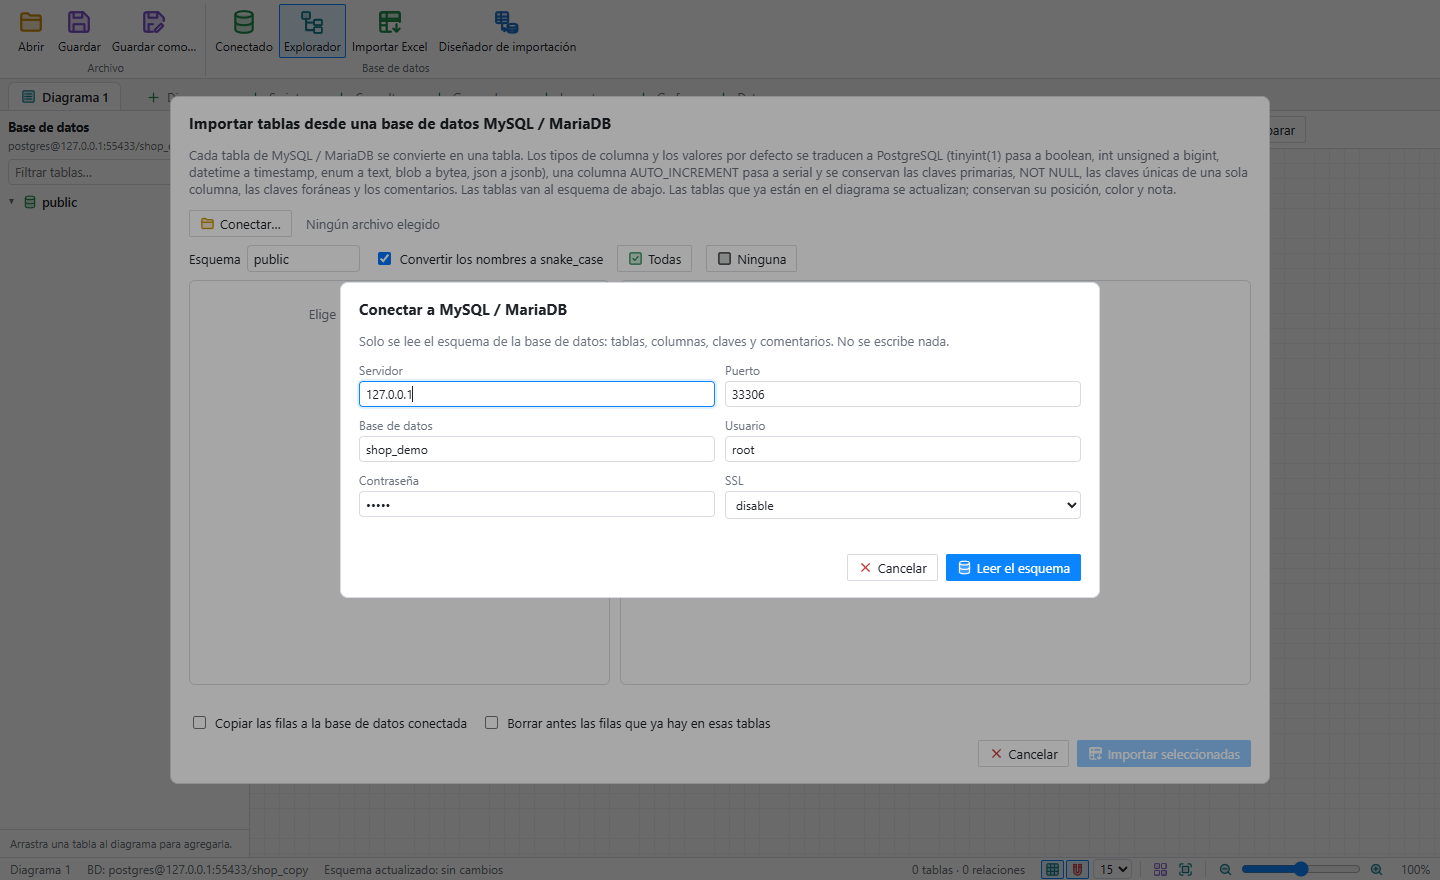 Abrir
Guardar
Guardar como...
Conectado
Explorador
Importar Excel
Diseñador de importación
Archivo
Base de datos
Diagrama 1
Base de datos
postgres@127.0.0.1:55433/shop_
Filtrar tablas...
public
Importar tablas desde una base de datos MySQL / MariaDB
Cada tabla de MySQL / MariaDB se convierte en una tabla. Los tipos de columna y los valores por defecto se traducen a PostgreSQL (tinyint(1) pasa a boolean, int unsigned a bigint,
datetime a timestamp, enum a text, blob a bytea, json a jsonb), una columna AUTO_INCREMENT pasa a serial y se conservan las claves primarias, NOT NULL, las claves únicas de una sola
columna, las claves foráneas y los comentarios. Las tablas van al esquema de abajo. Las tablas que ya están en el diagrama se actualizan; conservan su posición, color y nota.
Conectar...
Ningún archivo elegido
Esquema
public
Convertir los nombres a snake_case
Todas
Ninguna
Elige
Conectar a MySQL / MariaDB
Solo se lee el esquema de la base de datos: tablas, columnas, claves y comentarios. No se escribe nada.
Servidor
Puerto
127.0.0.1
33306
Base de datos
Usuario
shop_demo
root
Contraseña
SSL
•••••
disable
Cancelar
Leer el esquema
Copiar las filas a la base de datos conectada
Borrar antes las filas que ya hay en esas tablas
Cancelar
Importar seleccionadas
Arrastra una tabla al diagrama para agregarla.
Diagrama 1
BD: postgres@127.0.0.1:55433/shop_copy
Esquema actualizado: sin cambios
0 tablas · 0 relaciones
15
100%